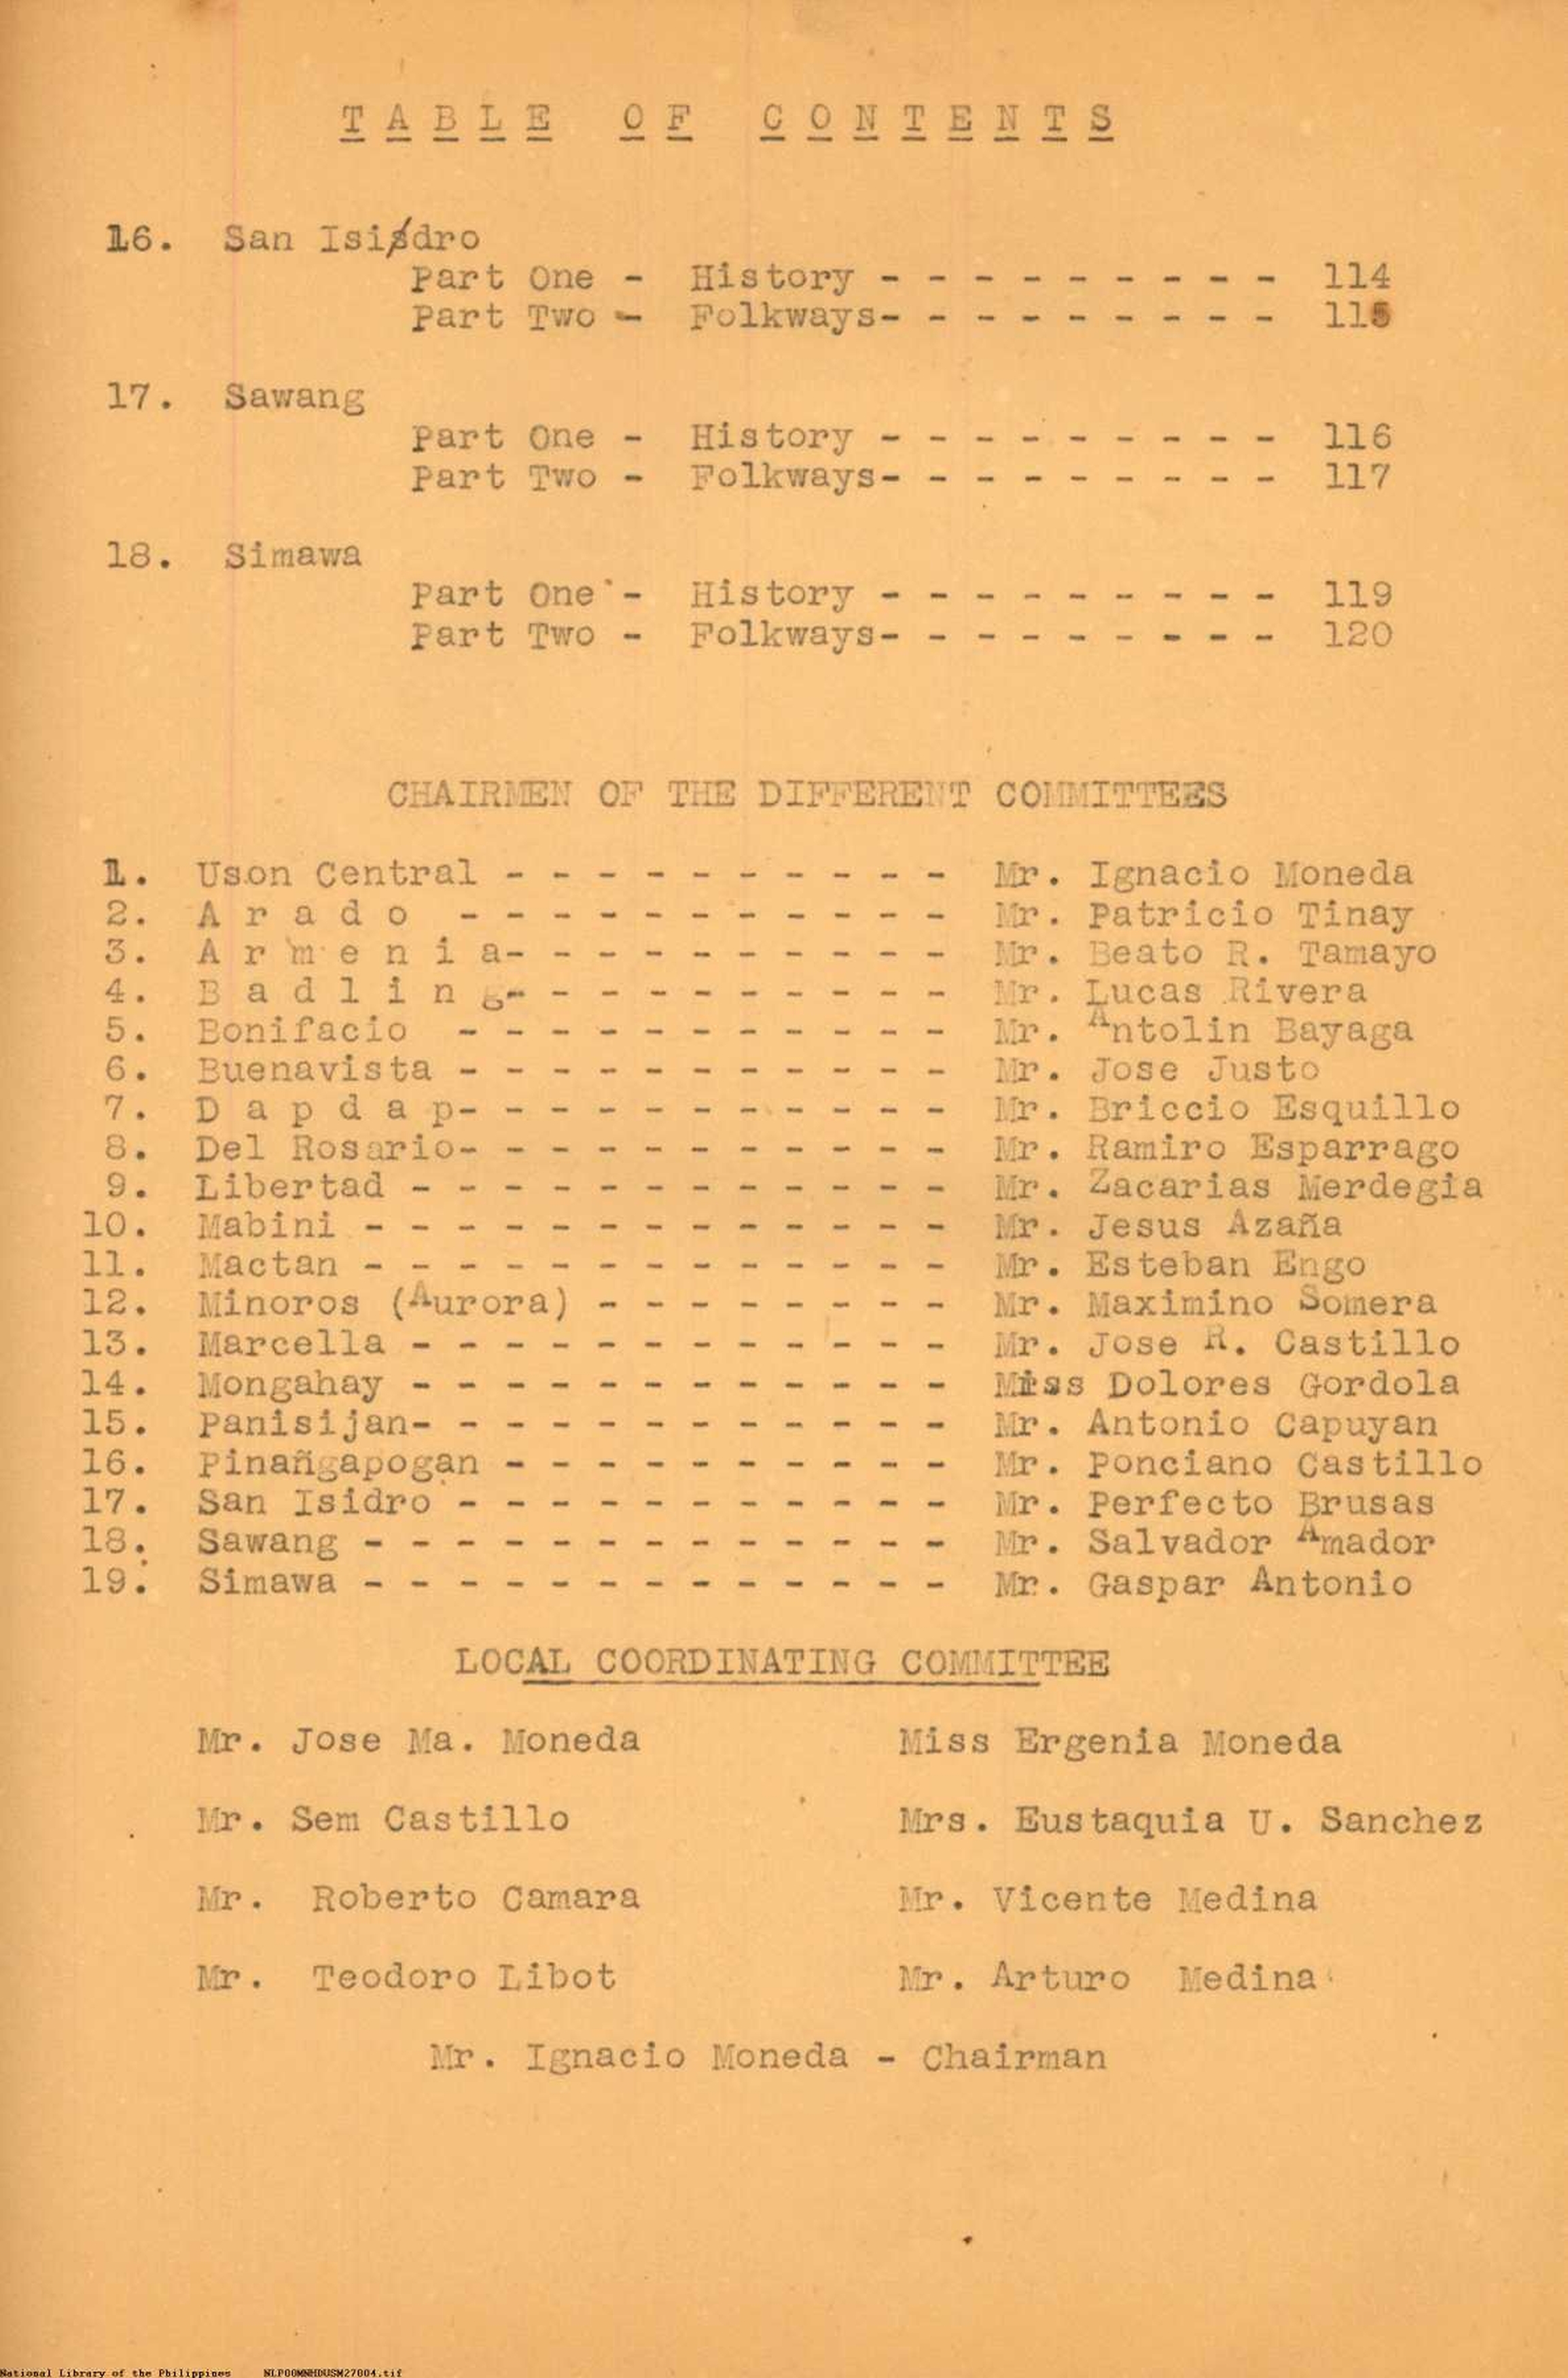 TABLE OF CONTENTS
16. San Isidro
Part One - History - - - - - - - - - 114
Part Two - Folkways- - - - - - - - - 115
17. Sawang
Part One - History - - - - - - - - - 116
Part Two - Folkways- - - - - - - - - 117
18. Simawa
Part One - History - - - - - - - - - 119
Part Two - Folkways- - - - - - - - - 120
CHAIRMEN OF THE DIFFERENT COMMITTEES
1. Uson Central - - - - - - - - - - Mr. Ignacio Moneda
2. A r a d o - - - - - - - - - - - Mr. Patricio Tinay
3. A r m e n i a- - - - - - - - - - Mr. Beato R. Tamayo
4. B a d l i n g- - - - - - - - - - Mr. Lucas Rivera
5. Bonifacio - - - - - - - - - - - Mr. Antolin Bayaga
6. Buenavista - - - - - - - - - - - Mr. Jose Justo
7. D a p d a p- - - - - - - - - - - Mr. Briccio Esquillo
8. Del Rosario- - - - - - - - - - - Mr. Ramiro Esparrago
9. Libertad - - - - - - - - - - - - Mr. Zacarias Merdegia
10. Mabini - - - - - - - - - - - - - Mr. Jesus Azaña
11. Mactan - - - - - - - - - - - - - Mr. Esteban Engo
12. Minoros (Aurora) - - - - - - - - Mr. Maximino Somera
13. Marcella - - - - - - - - - - - - Mr. Jose R. Castillo
14. Mongahay - - - - - - - - - - - - Miss Dolores Gordola
15. Panisijan- - - - - - - - - - - - Mr. Antonio Capuyan
16. Pinañgapogan - - - - - - - - - - Mr. Ponciano Castillo
17. San Isidro - - - - - - - - - - - Mr. Perfecto Brusas
18. Sawang - - - - - - - - - - - - - Mr. Salvador Amador
19. Simawa - - - - - - - - - - - - - Mr. Gaspar Antonio
LOCAL COORDINATING COMMITTEE
Mr. Jose Ma. Moneda Miss Ergenia Moneda
Mr. Sem Castillo Mrs. Eustaquia U. Sanchez
Mr. Roberto Camara Mr. Vicente Medina
Mr. Teodoro Libot Mr. Arturo Medina
Mr. Ignacio Moneda - Chairman
National Library of the Philippines NLP00MNHDUSM27004.tif